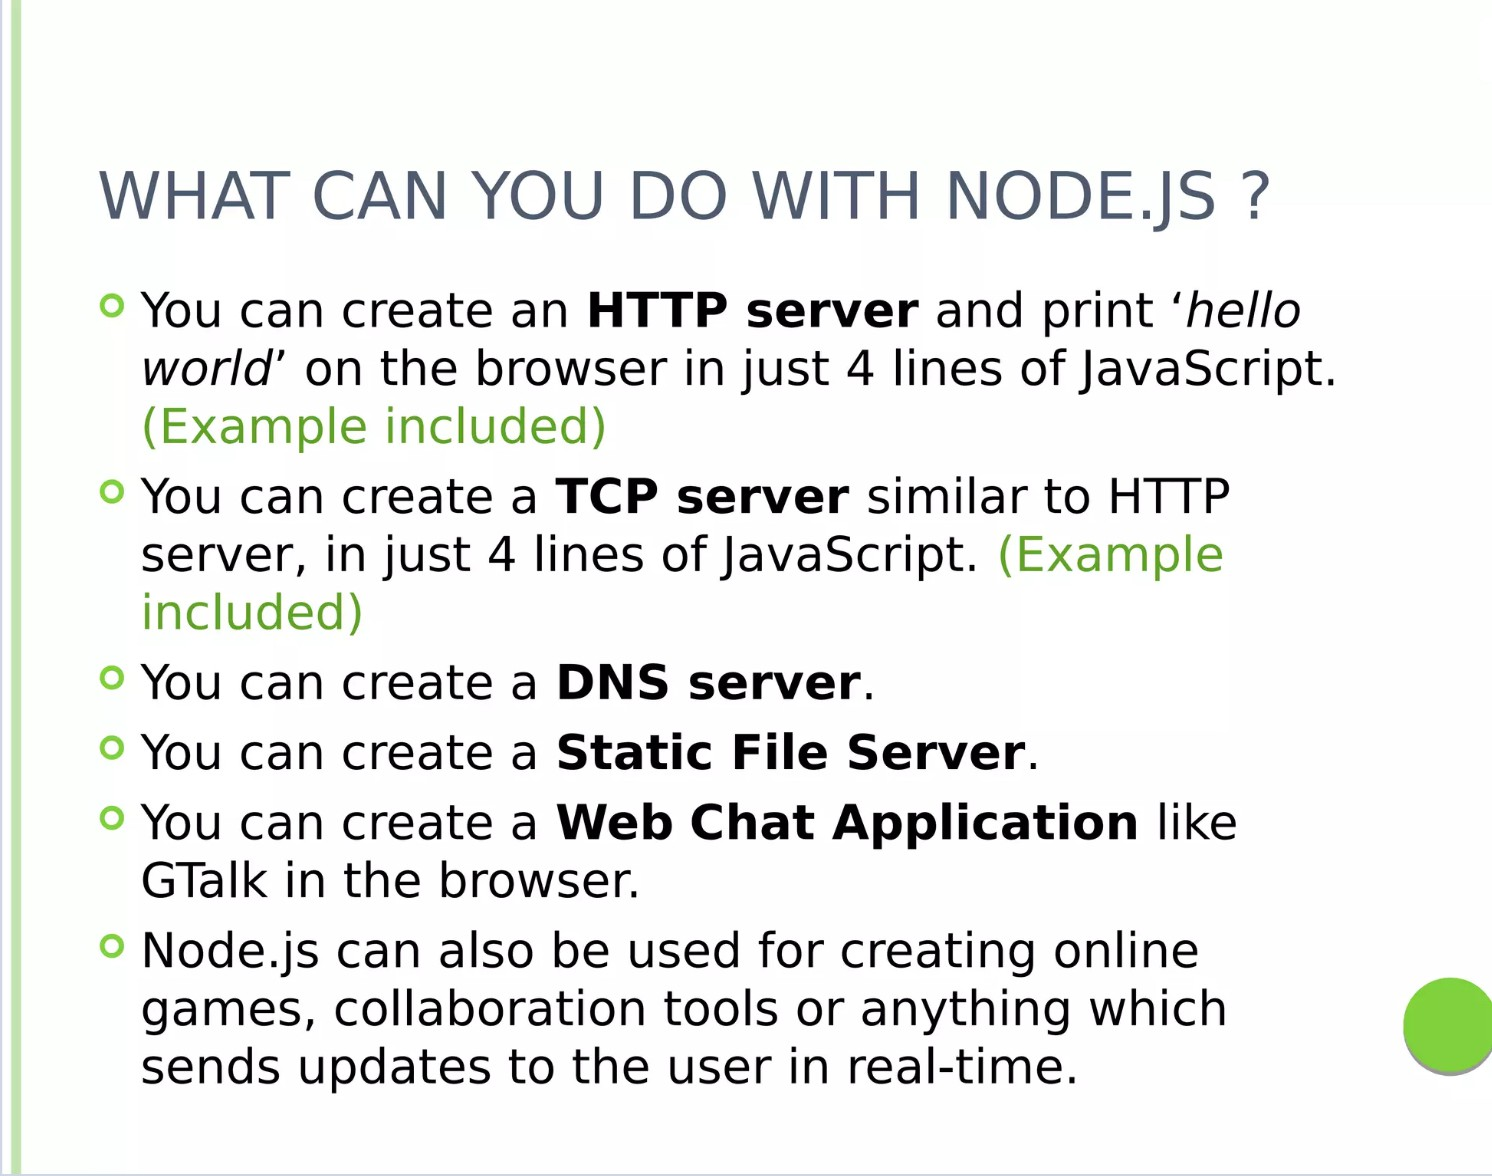 WHAT CAN YOU DO WITH NODE.JS ?
You can create an HTTP server and print ‘hello
world’ on the browser in just 4 lines of JavaScript.
(Example included)
You can create a TCP server similar to HTTP
server, in just 4 lines of JavaScript. (Example
included)
You can create a DNS server.
You can create a Static File Server.
You can create a Web Chat Application like
GTalk in the browser.
Node.js can also be used for creating online
games, collaboration tools or anything which
sends updates to the user in real-time.